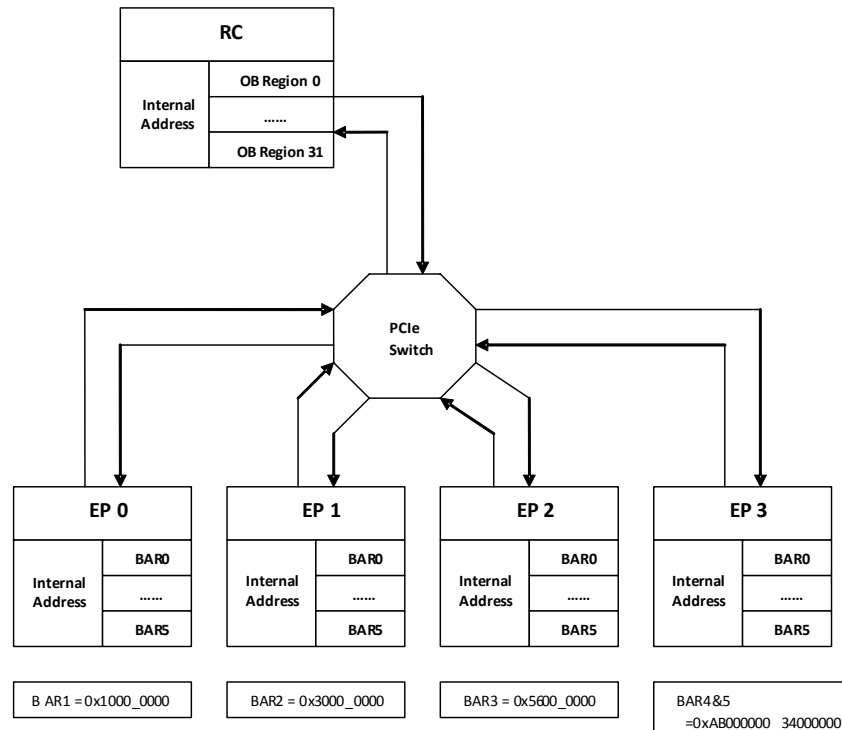 RC
Internal
Address
OB Region 0
......
OB Region 31
PCIe
Switch
EP 0
Internal
Address
BAR0
......
BAR5
EP 1
Internal
Address
BAR0
......
BAR5
EP 2
Internal
Address
BAR0
......
BAR5
EP 3
Internal
Address
BAR0
......
BAR5
B AR1 = 0x1000_0000
BAR2 = 0x3000_0000
BAR3 = 0x5600_0000
BAR4&5
=0xAB000000_34000000